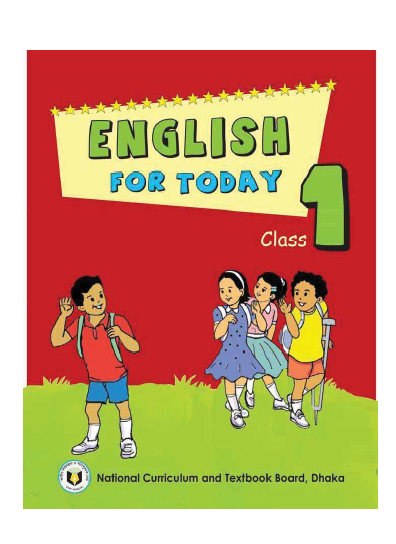 ENGLISH
FOR TODAY
Class 1
National Curriculum and Textbook Board, Dhaka